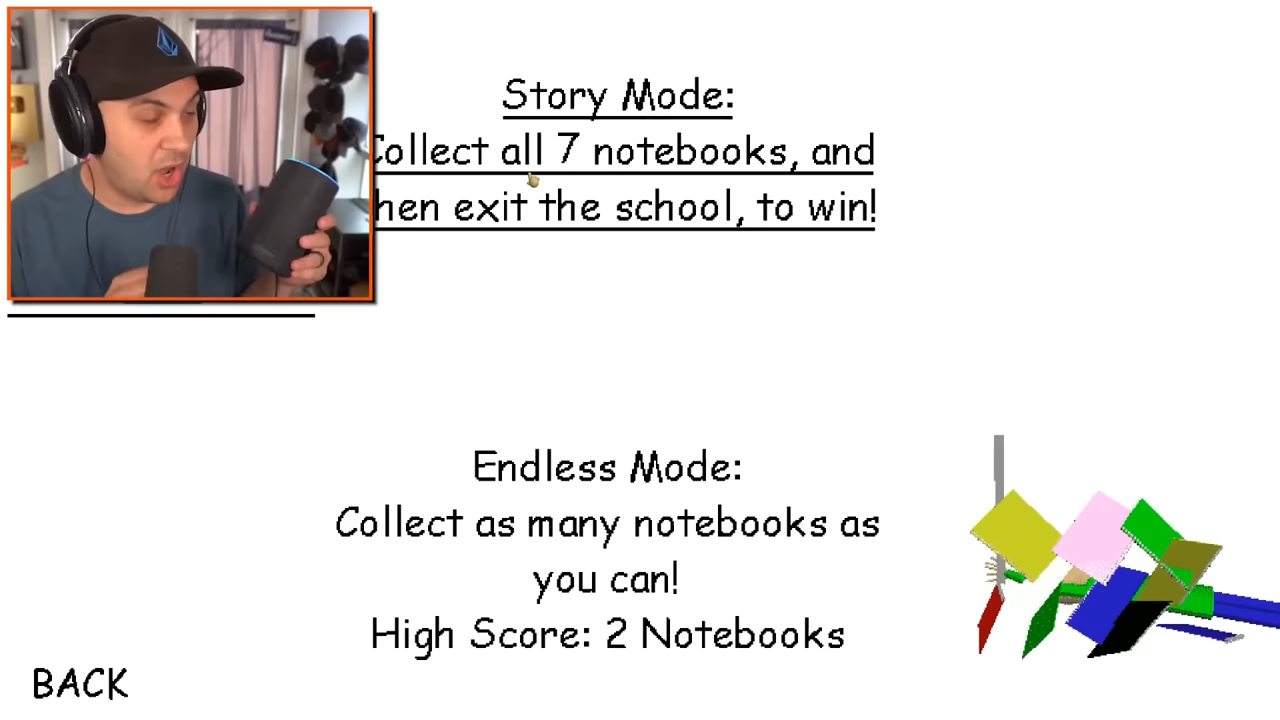 Story Mode:
Collect all 7 notebooks, and
hen exit the school, to win!
Endless Mode:
Collect as many notebooks as
you can!
High Score: 2 Notebooks
BACK